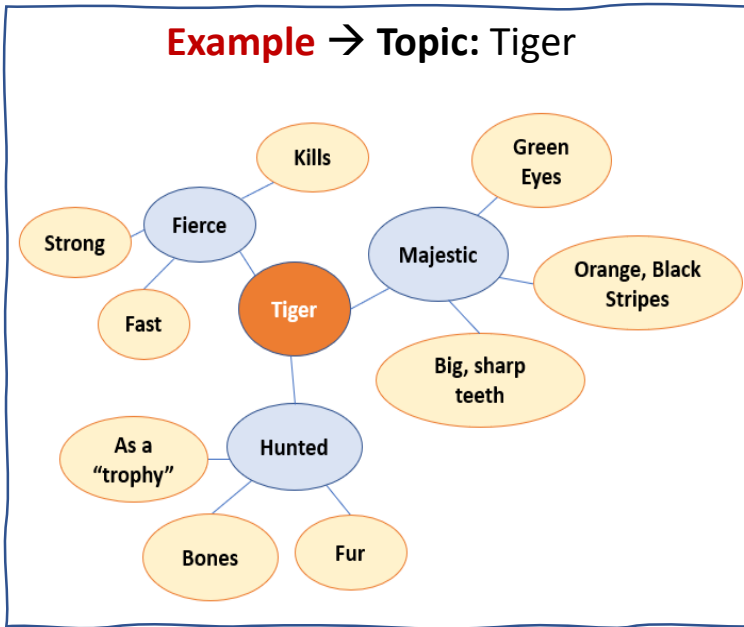 Example → Topic: Tiger
Kills
Fierce
Strong
Fast
Tiger
Green
Eyes
Majestic
Orange, Black
Stripes
Big, sharp
teeth
Hunted
As a
“trophy”
Bones
Fur